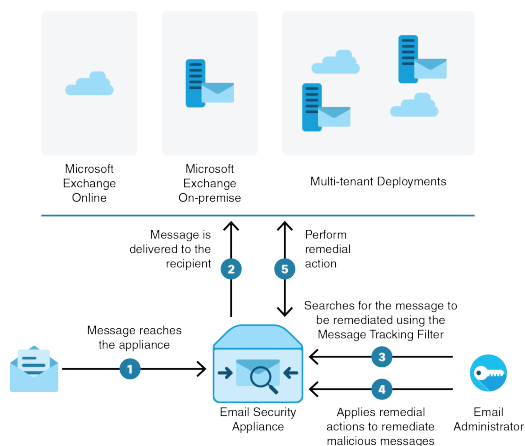 Microsoft
Exchange
Online
Microsoft
Exchange
On-premise
Multi-tenant Deployments
Message is
delivered to the
recipient
2
5
Perform
remedial
action
Message reaches
the appliance
1
Searches for the message to
be remediated using the
Message Tracking Filter
3
4
Applies remedial
actions to remediate
malicious messages
Email Security
Appliance
Email
Administrator